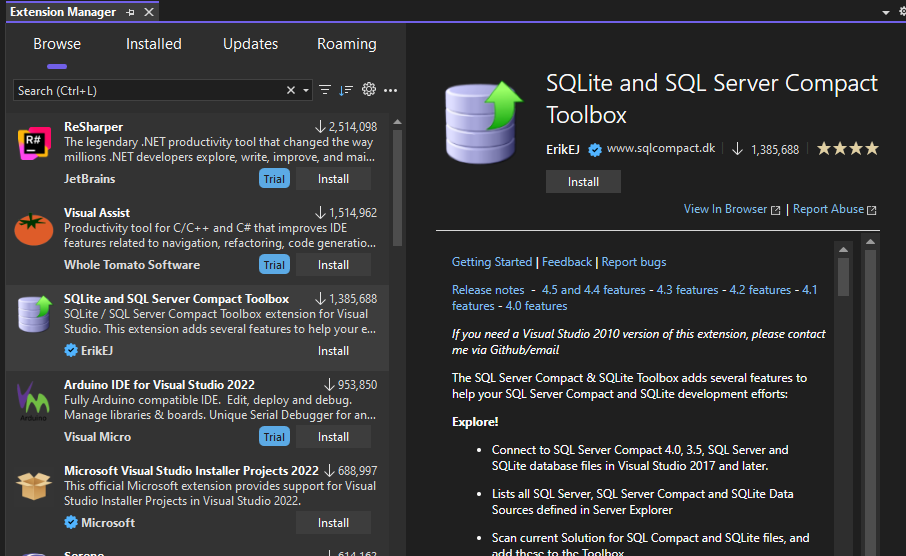 Extension Manager
Browse Installed Updates Roaming
Search (Ctrl+L)
R#
ReSharper 2,514,098
The legendary .NET productivity tool that changed the way
millions .NET developers explore, write, improve, and mai...
JetBrains Trial Install
Visual Assist 1,514,962
Productivity tool for C/C++ and C# that improves IDE
features related to navigation, refactoring, code generatio...
Whole Tomato Software Trial Install
SQLite and SQL Server Compact Toolbox 1,385,688
SQLite / SQL Server Compact Toolbox extension for Visual
Studio. This extension adds several features to help your e...
ErikEJ Install
Arduino IDE for Visual Studio 2022 953,850
Fully Arduino compatible IDE. Edit, deploy and debug.
Manage libraries & boards. Unique Serial Debugger for an...
Arduino
Visual Micro Trial Install
Microsoft Visual Studio Installer Projects 2022 688,997
This official Microsoft extension provides support for Visual
Studio Installer Projects in Visual Studio 2022.
Microsoft Install
SQLite and SQL Server Compact
Toolbox
ErikEJ www.sqlcompact.dk 1,385,688
Install
View In Browser | Report Abuse
Getting Started | Feedback | Report bugs
Release notes - 4.5 and 4.4 features - 4.3 features - 4.2 features - 4.1
features - 4.0 features
If you need a Visual Studio 2010 version of this extension, please contact
me via Github/email
The SQL Server Compact & SQLite Toolbox adds several features to
help your SQL Server Compact and SQLite development efforts:
Explore!
• Connect to SQL Server Compact 4.0, 3.5, SQL Server and
SQLite database files in Visual Studio 2017 and later.
• Lists all SQL Server, SQL Server Compact and SQLite Data
Sources defined in Server Explorer
• Scan current Solution for SQL Compact and SQLite files, and
add these to the Toolbox